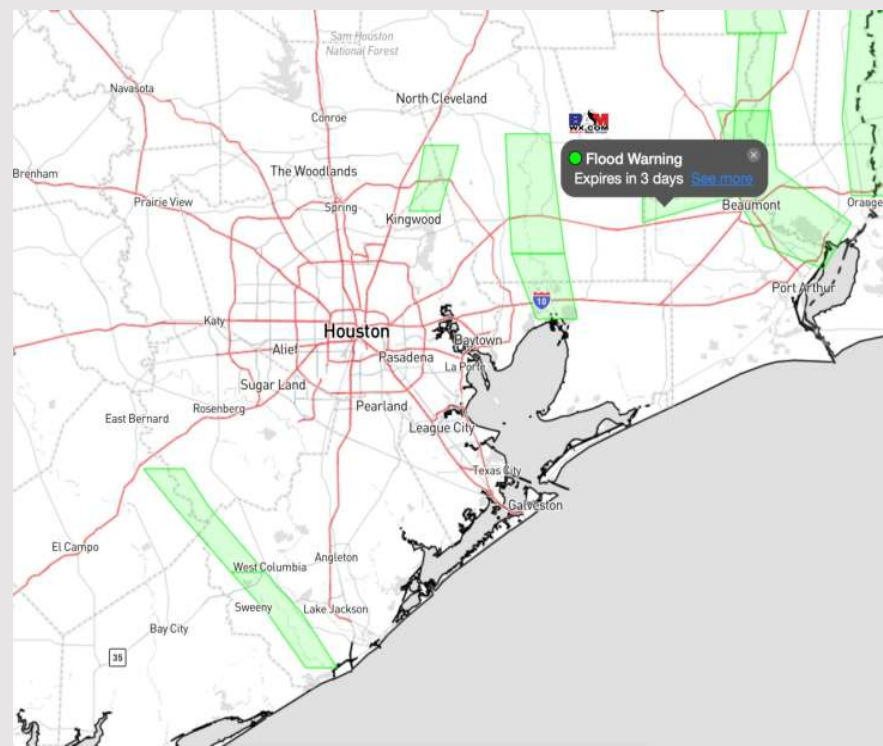 Sam Houston
National Forest
Navasota
North Cleveland
Conroe
BAM
WX.COM
Flood Warning
Expires in 3 days See more
Brenham
The Woodlands
Prairie View
Spring
Kingwood
Beaumont
Orange
Port Arthur
10
Katy
Houston
Baytown
Alief
Pasadena
La Porte
Sugar Land
Rosenberg
Pearland
East Bernard
League City
Texas City
Galveston
El Campo
Angleton
West Columbia
Sweeny
Lake Jackson
Bay City
35